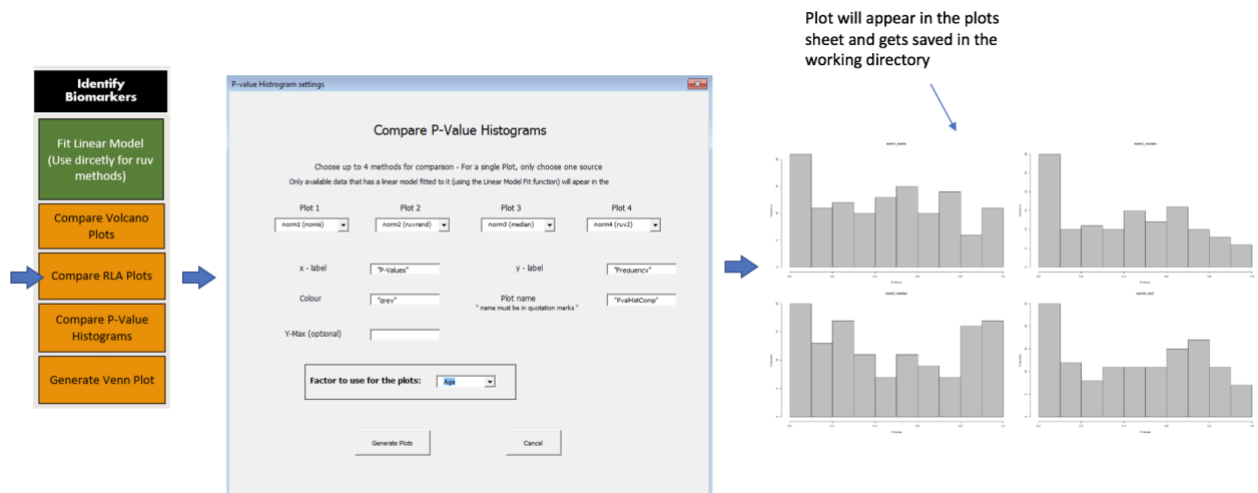 Plot will appear in the plots
sheet and gets saved in the
working directory
Identify
Biomarkers
Fit Linear Model
(Use dircetly for ruv
methods)
Compare Volcano
Plots
Compare RLA Plots
Compare P-Value
Histograms
Generate Venn Plot
P-value Histrogram settings
Compare P-Value Histograms
Choose up to 4 methods for comparison - For a single Plot, only choose one source
Only available data that has a linear model fitted to it (using the Linear Model Fit function) will apear in the
Plot 1
Plot 2
Plot 3
Plot 4
norm1 (nomis)
norm2 (ruvrand)
norm3 (median)
norm4 (ruv2)
x - label
"P-Values"
y - label
"Frequency"
Colour
"grey"
Plot name
" name must be in quotation marks "
"PvalHistComp"
Y-Max (optional)
Factor to use for the plots:
Age
Generate Plots
Cancel